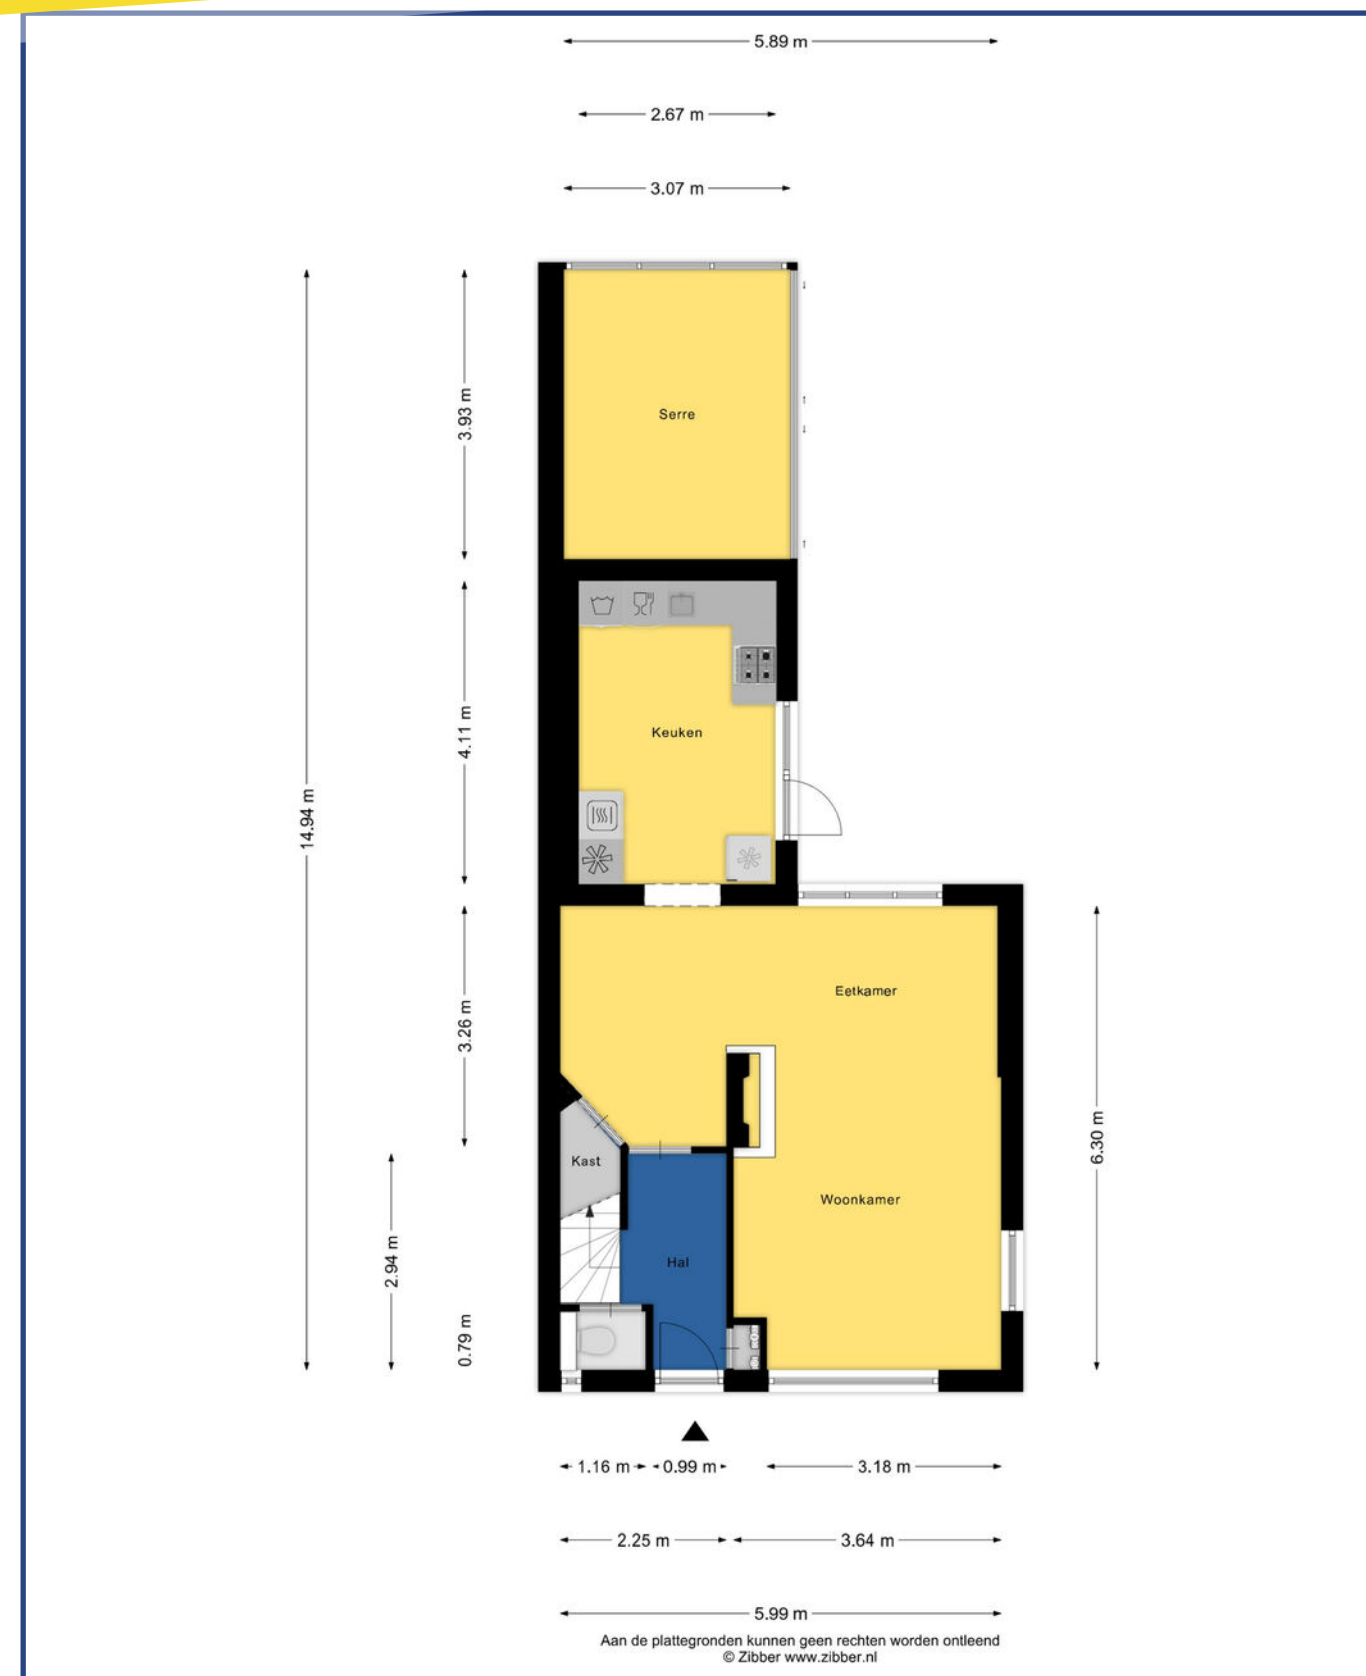 5.89 m
2.67 m
3.07 m
3.93 m
Serre
4.11 m
Keuken
14.94 m
3.26 m
Eetkamer
6.30 m
Kast
Woonkamer
2.94 m
Hal
0.79 m
1.16 m
0.99 m
3.18 m
2.25 m
3.64 m
5.99 m
Aan de plattegronden kunnen geen rechten worden ontleend
© Zibber www.zibber.nl